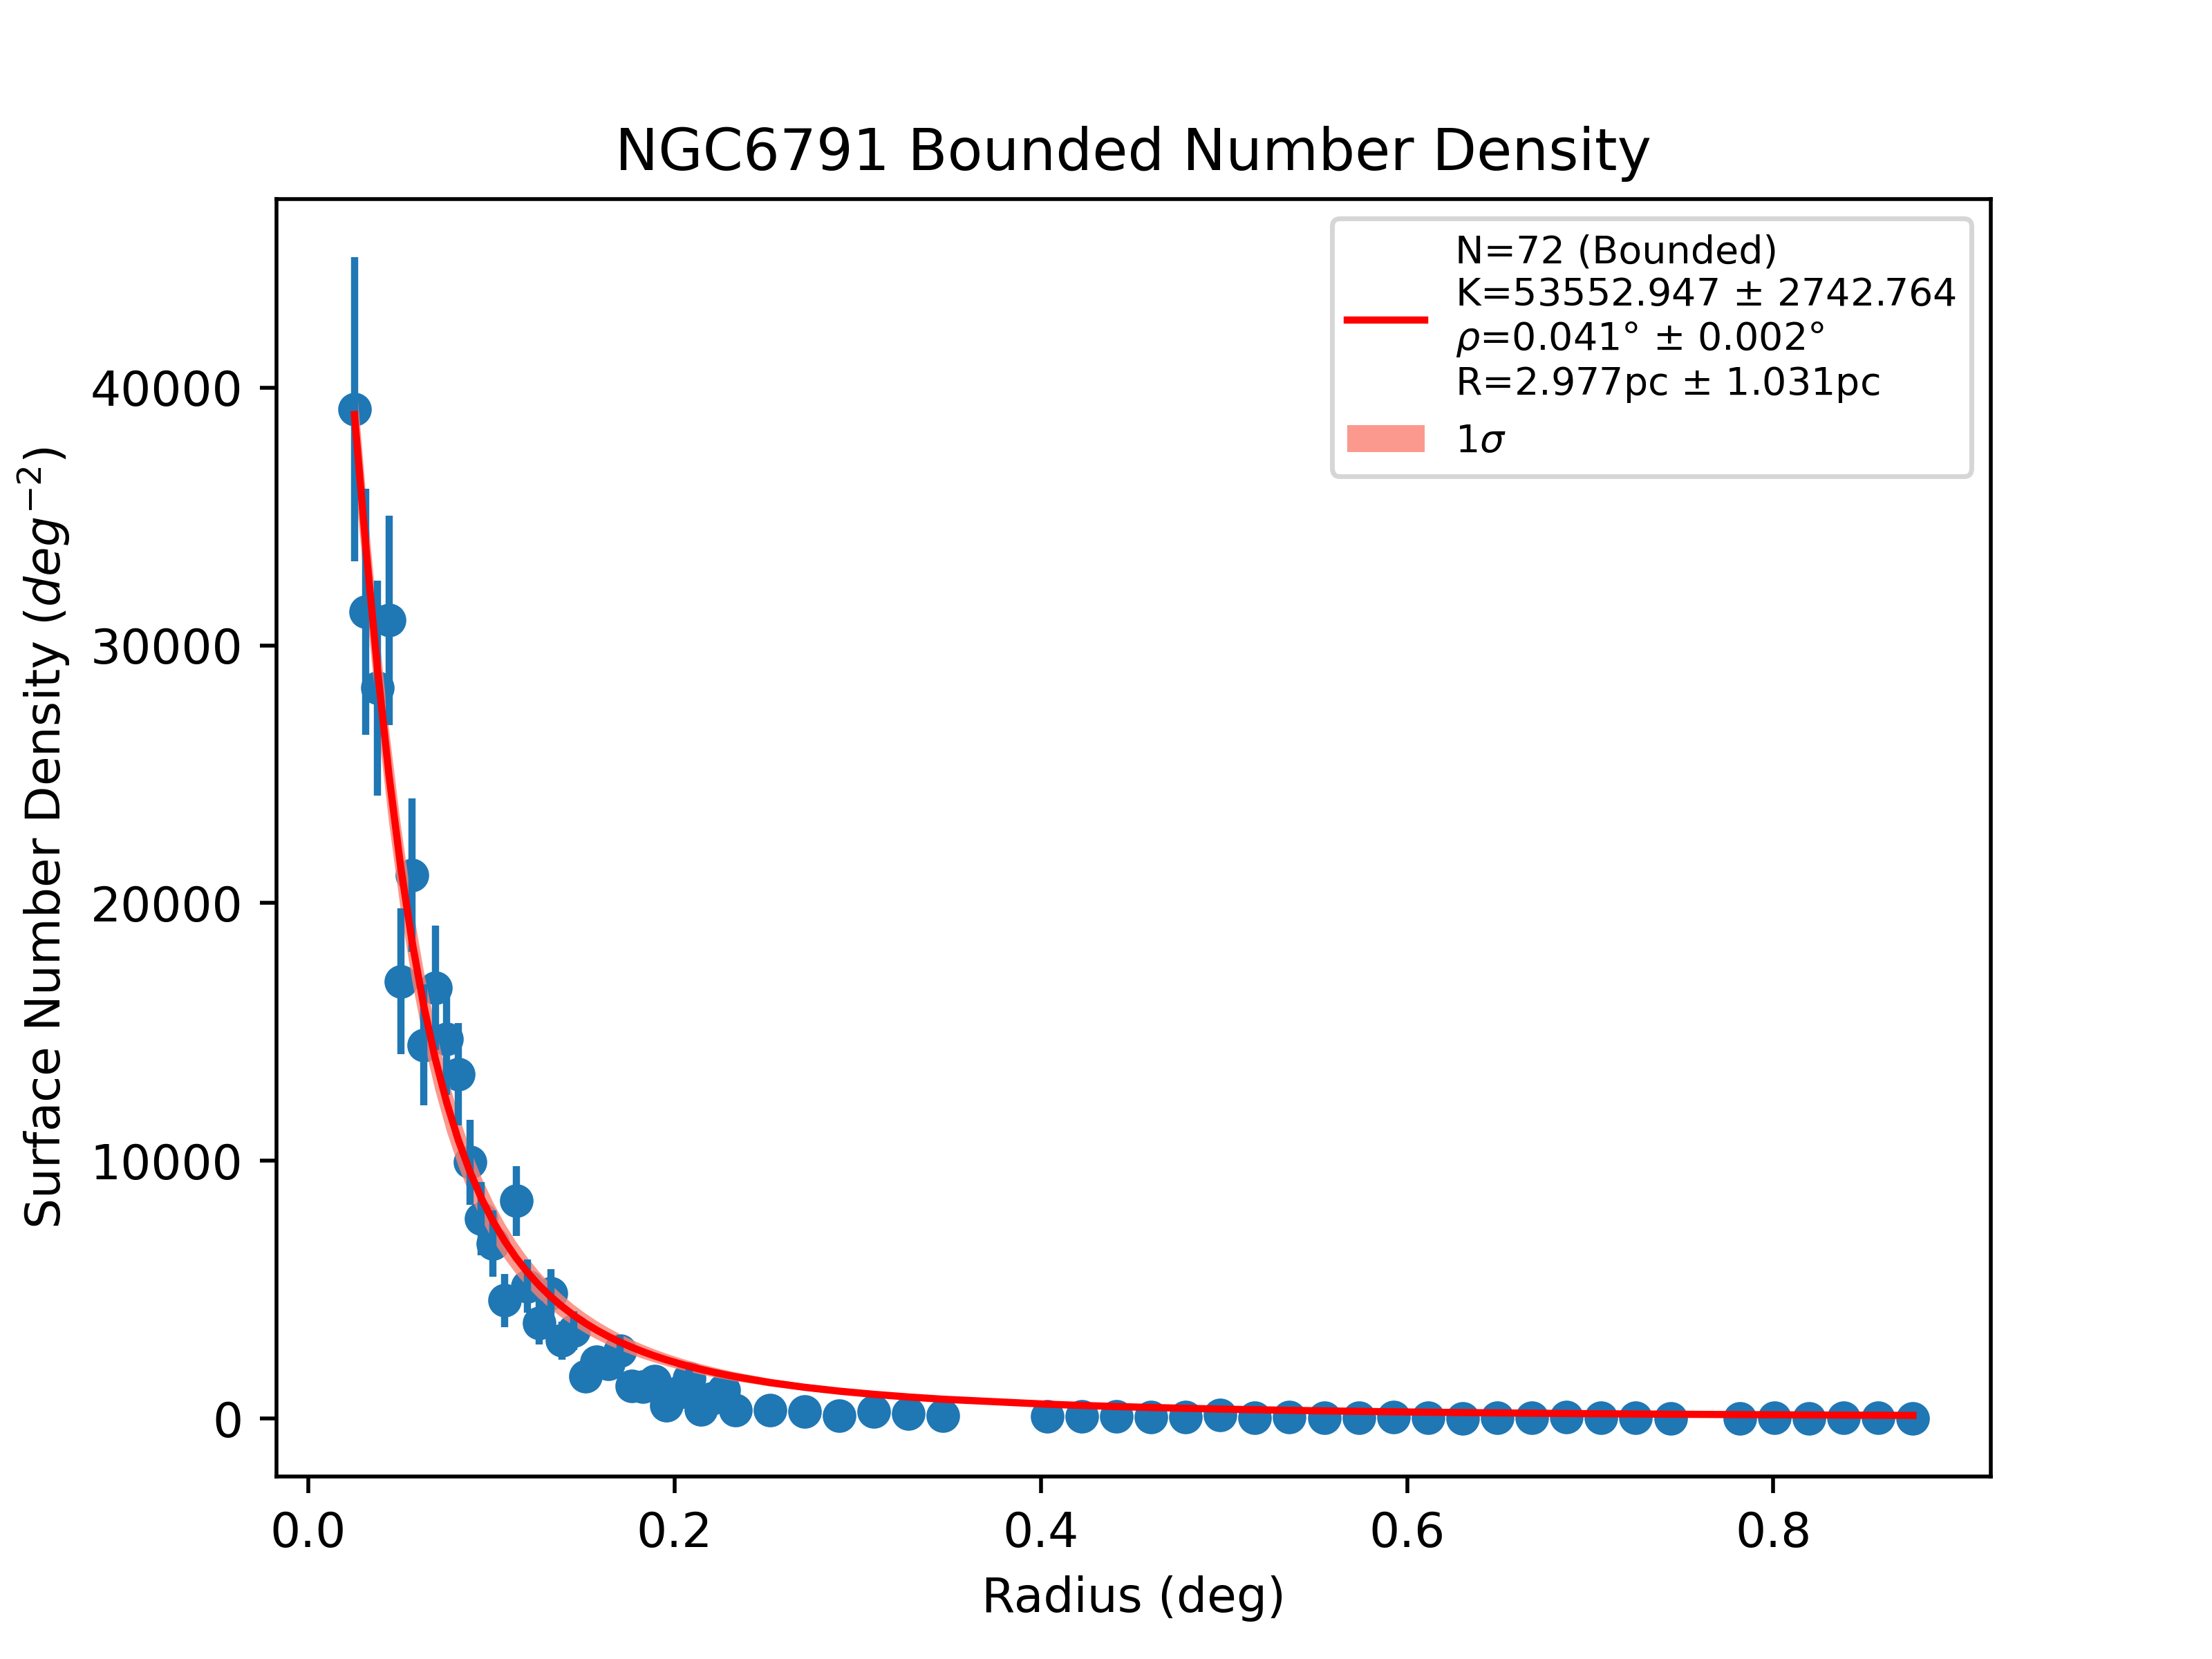 NGC6791 Bounded Number Density
N=72 (Bounded)
K=53552.947 ± 2742.764
ρ=0.041° ± 0.002°
R=2.977pc ± 1.031pc
1σ
Surface Number Density (deg⁻²)
40000
30000
20000
10000
0
0.0 0.2 0.4 0.6 0.8
Radius (deg)